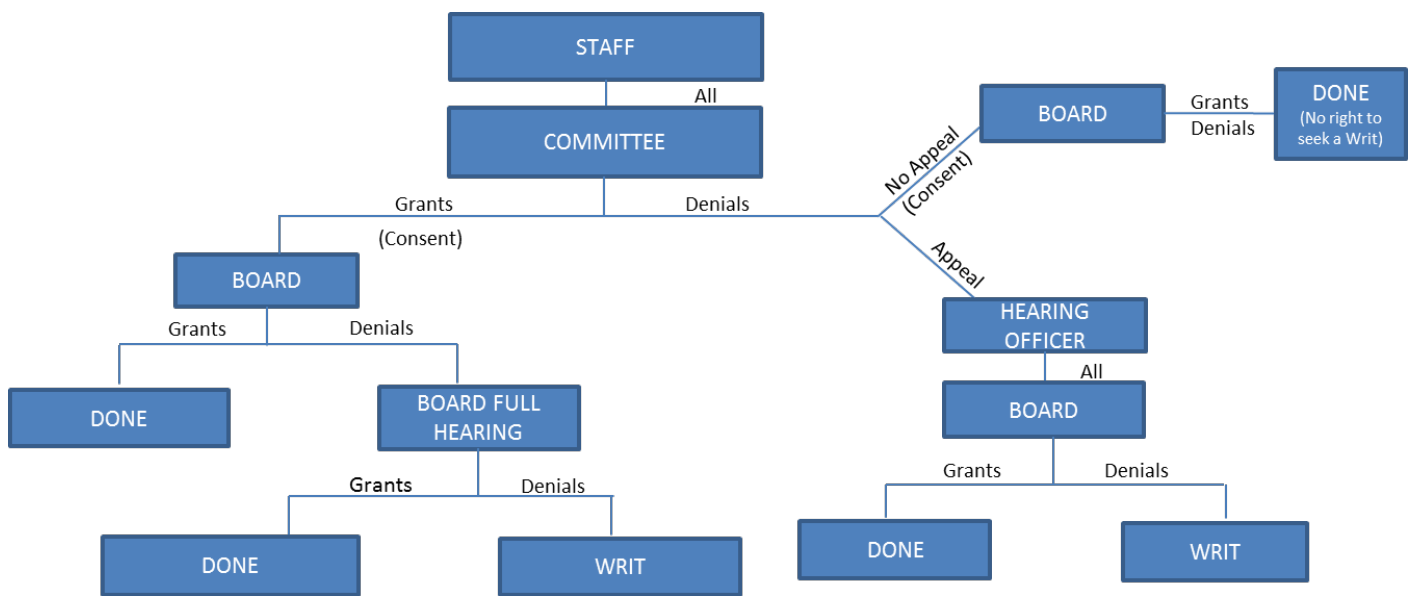 STAFF
All
COMMITTEE
Grants
(Consent)
Denials
No Appeal
(Consent)
BOARD
Grants
Denials
DONE
(No right to
seek a Writ)
Appeal
BOARD
Grants
Denials
DONE
BOARD FULL
HEARING
Grants
Denials
DONE
WRIT
HEARING
OFFICER
All
BOARD
Grants
Denials
DONE
WRIT